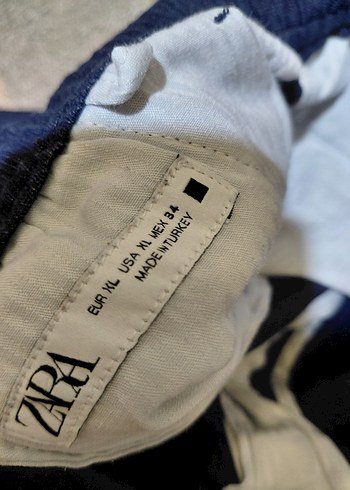 ZARA
EUR XL USA XL MEX 34
MADE IN TURKEY